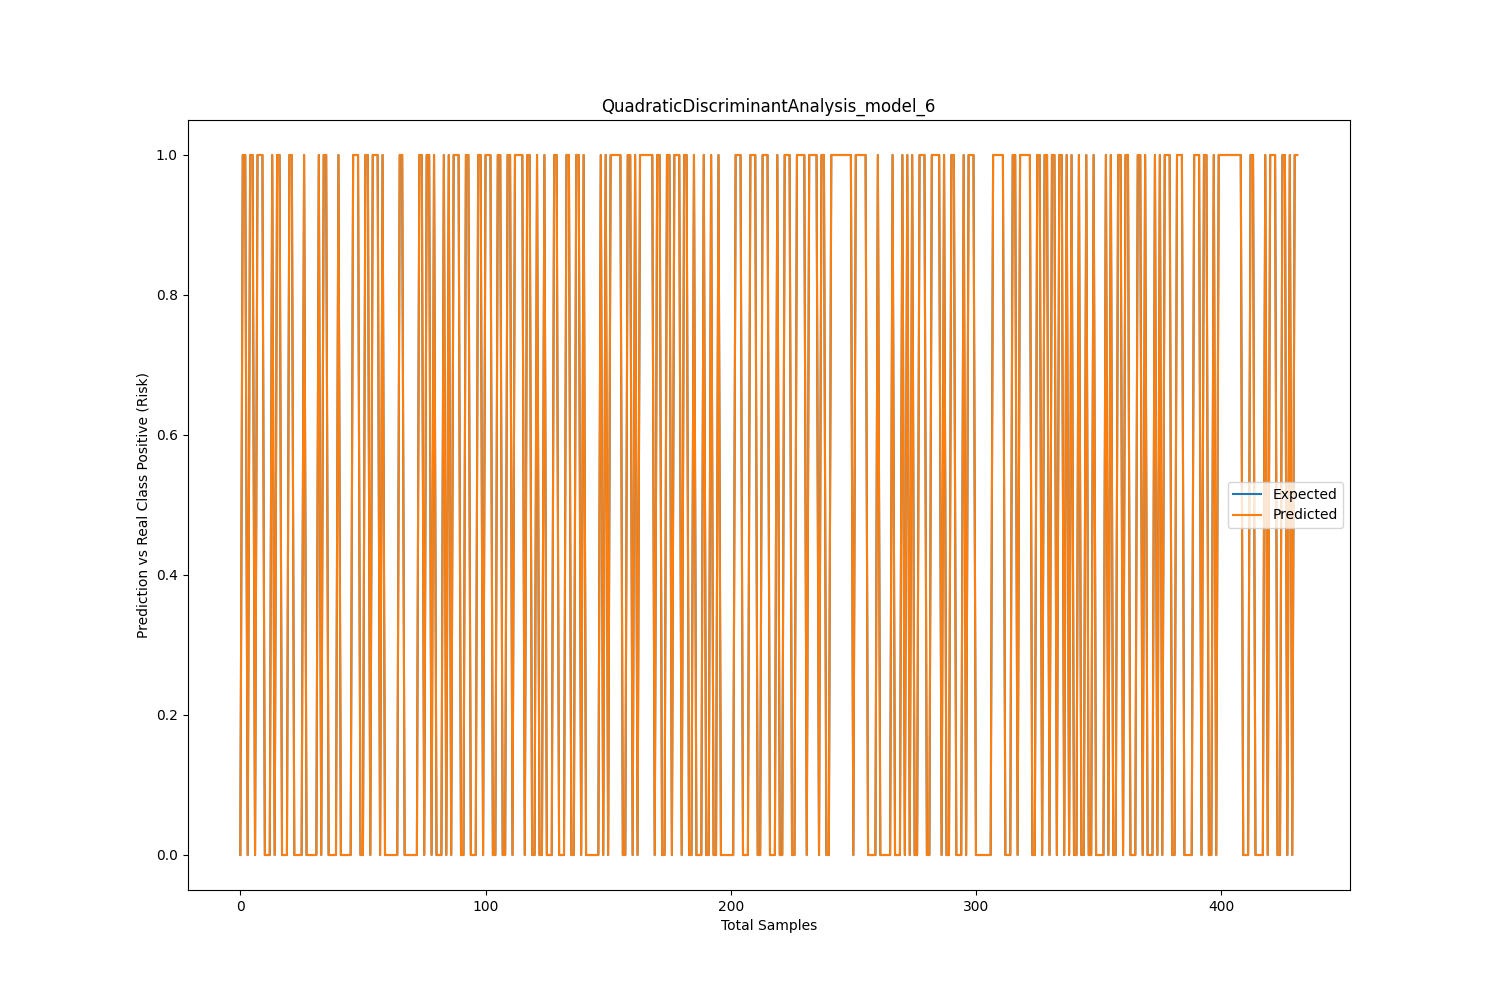 QuadraticDiscriminantAnalysis_model_6
1.0
0.8
0.6
0.4
0.2
0.0
Prediction vs Real Class Positive (Risk)
Expected
Predicted
0 100 200 300 400
Total Samples